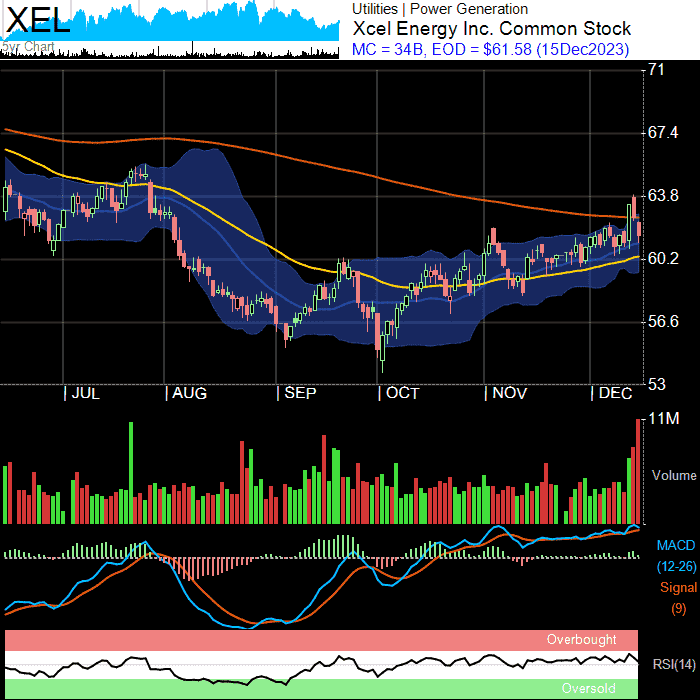 XEL
5yr Chart
Utilities | Power Generation
Xcel Energy Inc. Common Stock
MC = 34B, EOD = $61.58 (15Dec2023)
71
67.4
63.8
60.2
56.6
53
| JUL | AUG | SEP | OCT | NOV | DEC
11M
Volume
MACD
(12-26)
Signal
(9)
Overbought
RSI(14)
Oversold